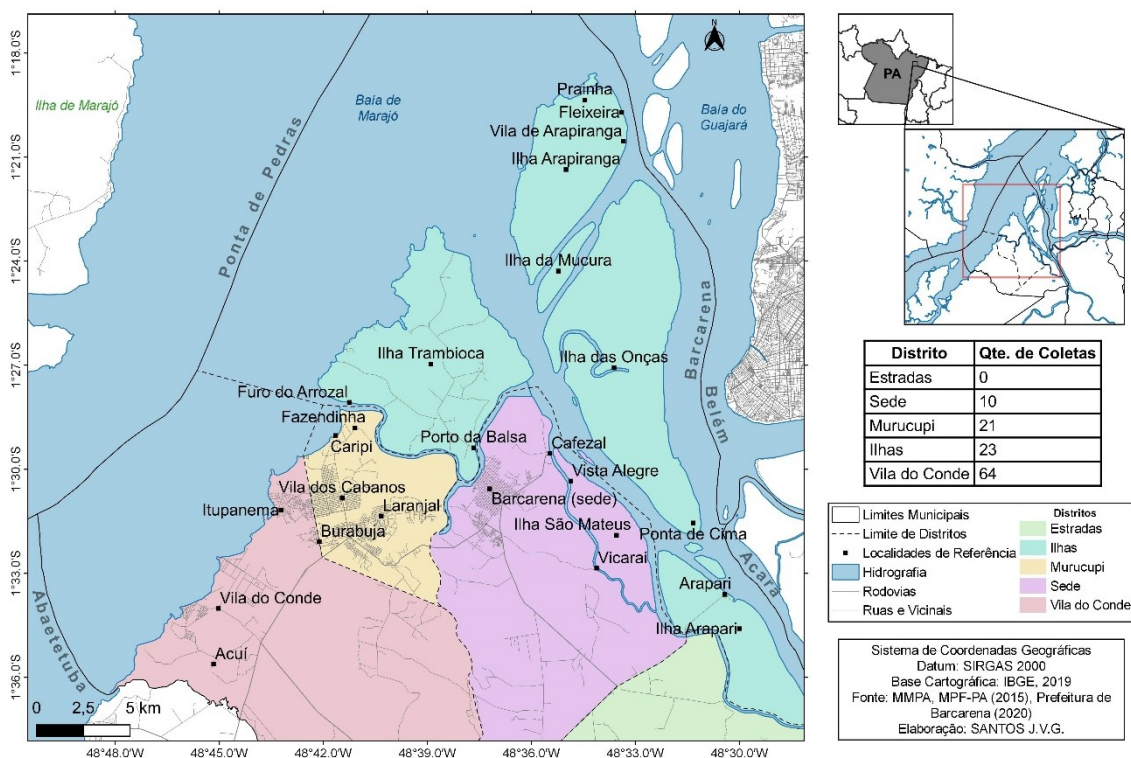 1°18.0'S
1°21.0'S
1°24.0'S
1°27.0'S
1°30.0'S
1°33.0'S
1°36.0'S
Ilha de Marajó
Baía de
Marajó
Baía do
Guajará
N
Ponta de Pedras
Prainha
Fleixeira
Vila de Arapiranga
Ilha Arapiranga
Ilha da Mucura
Ilha Trambioca
Ilha das Onças
Barcarena
Belém
Furo do Arrozal
Fazendinha
Caripi
Porto da Balsa
Cafezal
Vista Alegre
Vila dos Cabanos
Barcarena (sede)
Itupanema
Laranjal
Ilha São Mateus
Ponta de Cima
Burabuja
Vicarai
Acará
Arapari
Vila do Conde
Ilha Arapari
Abaetetuba
Acuí
0 2,5 5 km
48°48.0'W 48°45.0'W 48°42.0'W 48°39.0'W 48°36.0'W 48°33.0'W 48°30.0'W
PA
Distrito Qte. de Coletas
Estradas 0
Sede 10
Murucupi 21
Ilhas 23
Vila do Conde 64
Limites Municipais
Limite de Distritos
Localidades de Referência
Hidrografia
Rodovias
Ruas e Vicinais
Distritos
Estradas
Ilhas
Murucupi
Sede
Vila do Conde
Sistema de Coordenadas Geográficas
Datum: SIRGAS 2000
Base Cartográfica: IBGE, 2019
Fonte: MMPA, MPF-PA (2015), Prefeitura de
Barcarena (2020)
Elaboração: SANTOS J.V.G.